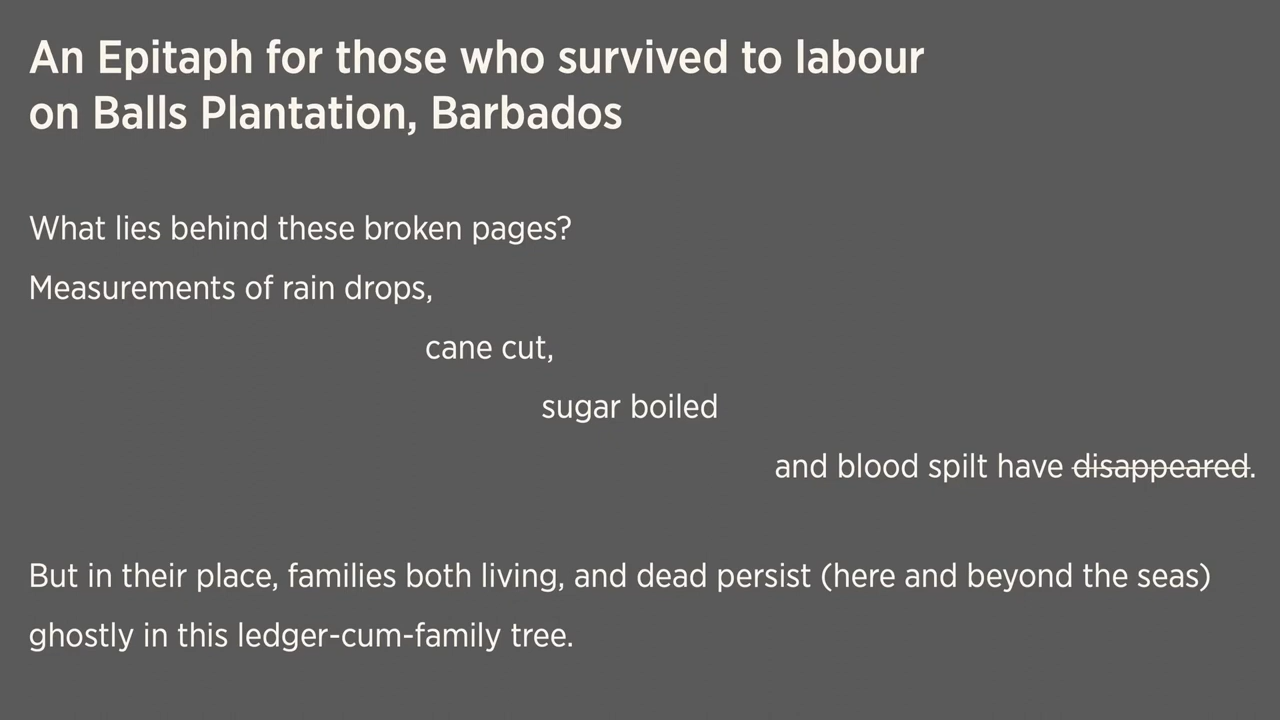 An Epitaph for those who survived to labour
on Balls Plantation, Barbados
What lies behind these broken pages?
Measurements of rain drops,
cane cut,
sugar boiled
and blood spilt have disappeared.
But in their place, families both living, and dead persist (here and beyond the seas)
ghostly in this ledger-cum-family tree.